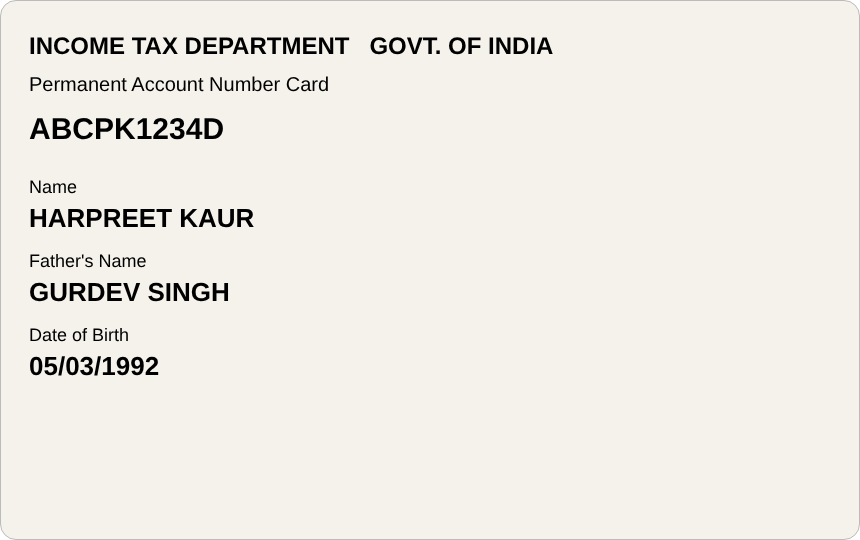 INCOME TAX DEPARTMENT GOVT. OF INDIA
Permanent Account Number Card
ABCPK1234D
Name
HARPREET KAUR
Father's Name
GURDEV SINGH
Date of Birth
05/03/1992